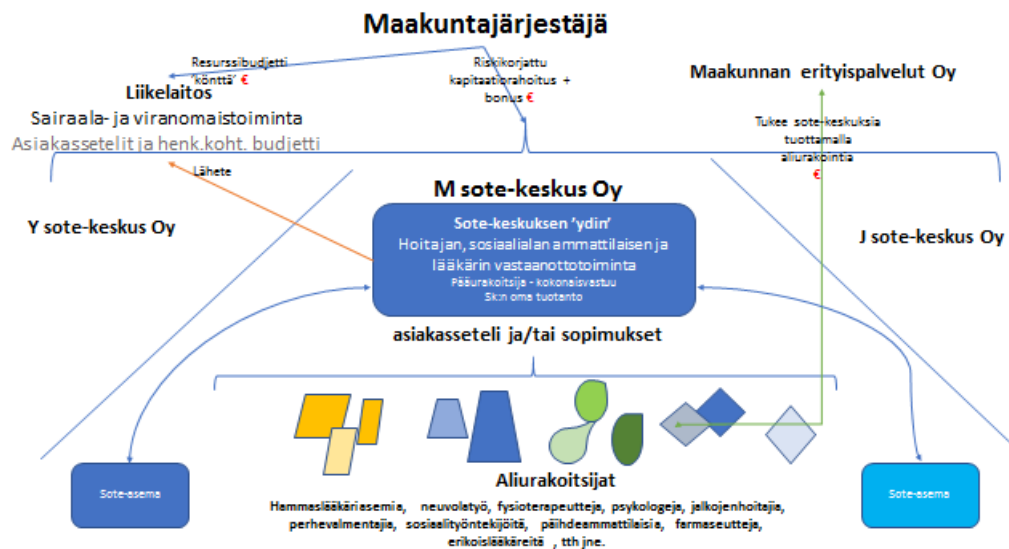 Maakuntajärjestäjä
Resurssibudjetti
'könttä' €
Riskikorjattu
kapitaatiorahoitus +
bonus €
Maakunnan erityispalvelut Oy
Liikelaitos
Sairaala- ja viranomaistoiminta
Asiakassetelit ja henk.koht. budjetti
Tukee sote-keskuksia
tuottamalla
aliurakointia
€
Lähete
M sote-keskus Oy
Y sote-keskus Oy
J sote-keskus Oy
Sote-keskuksen 'ydin'
Hoitajan, sosiaalialan ammattilaisen ja
lääkärin vastaanottotoiminta
Pääurakoitsija - kokonaisvastuu
Sk:n oma tuotanto
asiakasseteli ja/tai sopimukset
Sote-asema
Sote-asema
Aliurakoitsijat
Hammaslääkäriasemia, neuvolatyö, fysioterapeutteja, psykologeja, jalkojenhoitajia,
perhevalmentajia, sosiaalityöntekijöitä, päihdeammattilaisia, farmaseutteja,
erikoislääkäreitä , tth jne.